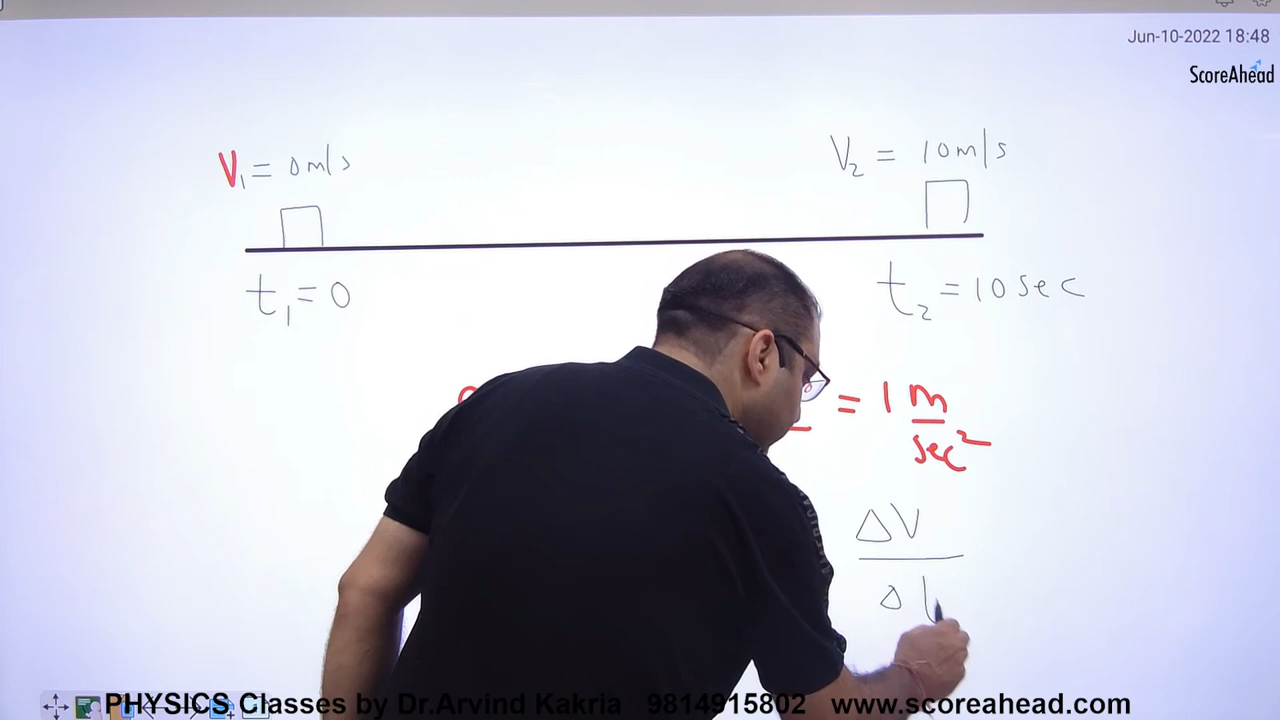 Jun-10-2022 18:48
ScoreAhead
V₁ = 0 m/s
V₂ = 10 m/s
t₁ = 0
t₂ = 10 sec
= 1 m/sec²
ΔV
Δ
PHYSICS Classes by Dr.Arvind Kakria 9814915802 www.scoreahead.com